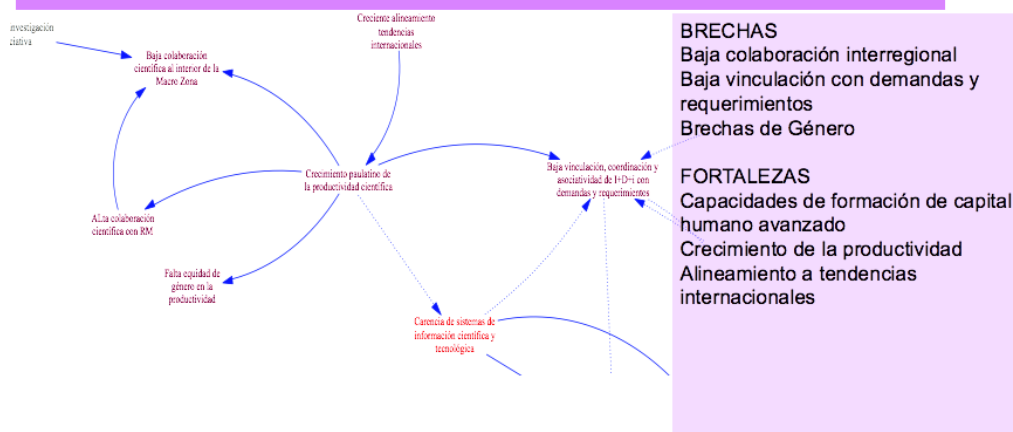 nvestigación
ciativa
Creciente alineamiento
tendencias
internacionales
Baja colaboración
científica al interior de la
Macro Zona
Crecimiento paulatino de
la productividad científica
Baja vinculación, coordinación y
asociatividad de I+D+i con
demandas y requerimientos
ALta colaboración
científica con RM
Falta equidad de
género en la
productividad
Carencia de sistemas de
información científica y
tecnológica
BRECHAS
Baja colaboración interregional
Baja vinculación con demandas y
requerimientos
Brechas de Género
FORTALEZAS
Capacidades de formación de capital
humano avanzado
Crecimiento de la productividad
Alineamiento a tendencias
internacionales